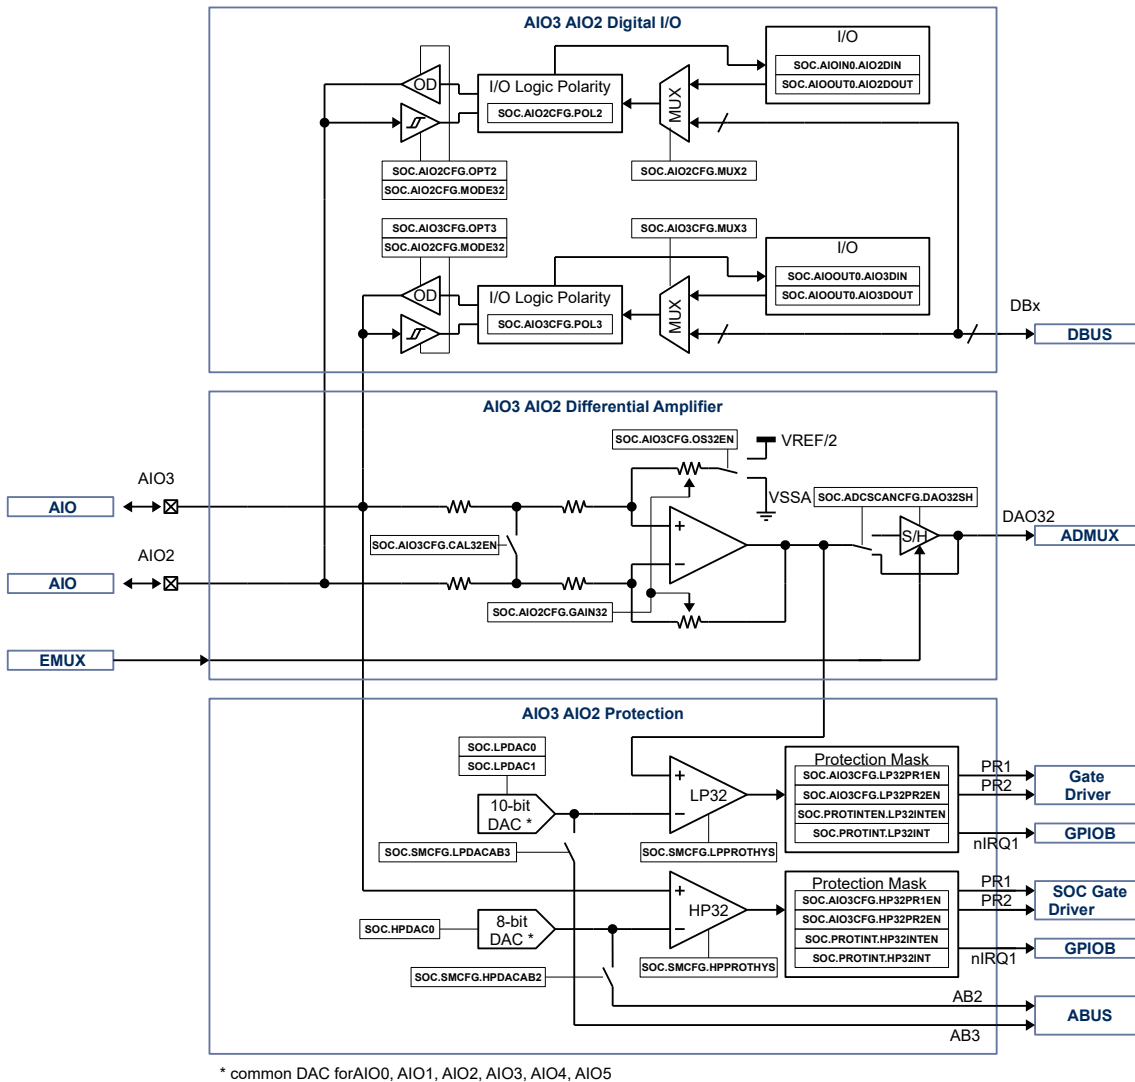 AIO3 AIO2 Digital I/O
I/O
SOC.AIOIN0.AIO2DIN
SOC.AIOOUT0.AIO2DOUT
OD
I/O Logic Polarity
SOC.AIO2CFG.POL2
MUX
SOC.AIO2CFG.OPT2
SOC.AIO2CFG.MODE32
SOC.AIO2CFG.MUX2
SOC.AIO3CFG.OPT3
SOC.AIO2CFG.MODE32
SOC.AIO3CFG.MUX3
I/O
SOC.AIOOUT0.AIO3DIN
SOC.AIOOUT0.AIO3DOUT
OD
I/O Logic Polarity
SOC.AIO3CFG.POL3
MUX
DBx
DBUS
AIO3 AIO2 Differential Amplifier
SOC.AIO3CFG.OS32EN
VREF/2
VSSA
SOC.ADCSCANCFG.DAO32SH
AIO3
AIO
SOC.AIO3CFG.CAL32EN
+
−
S/H
DAO32
ADMUX
AIO2
AIO
SOC.AIO2CFG.GAIN32
EMUX
AIO3 AIO2 Protection
SOC.LPDAC0
SOC.LPDAC1
10-bit
DAC *
+
−
LP32
SOC.SMCFG.LPDACAB3
SOC.SMCFG.LPPROTHYS
Protection Mask
SOC.AIO3CFG.LP32PR1EN
SOC.AIO3CFG.LP32PR2EN
SOC.PROTINTEN.LP32INTEN
SOC.PROTINT.LP32INT
PR1
PR2
Gate
Driver
nIRQ1
GPIOB
SOC.HPDAC0
8-bit
DAC *
+
−
HP32
SOC.SMCFG.HPDACAB2
SOC.SMCFG.HPPROTHYS
Protection Mask
SOC.AIO3CFG.HP32PR1EN
SOC.AIO3CFG.HP32PR2EN
SOC.PROTINT.HP32INTEN
SOC.PROTINT.HP32INT
PR1
PR2
SOC Gate
Driver
nIRQ1
GPIOB
AB2
AB3
ABUS
* common DAC forAIO0, AIO1, AIO2, AIO3, AIO4, AIO5